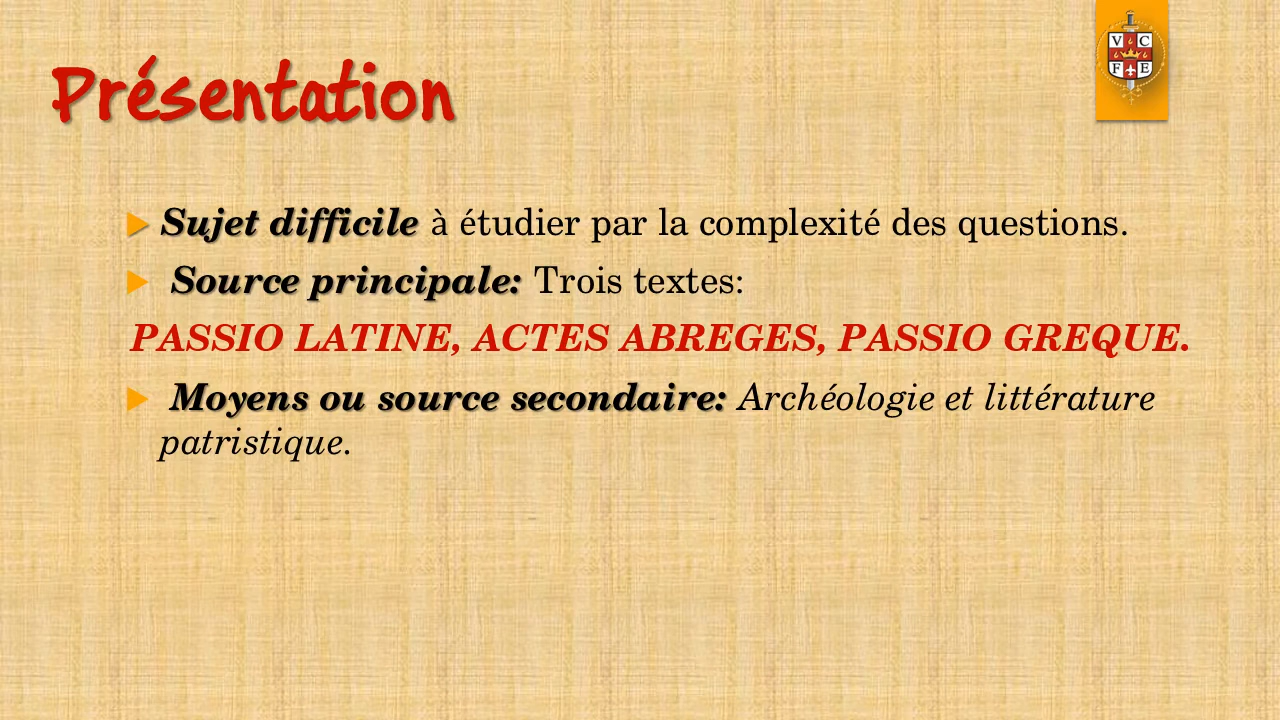 Présentation
V C
F E
Sujet difficile à étudier par la complexité des questions.
Source principale: Trois textes:
PASSIO LATINE, ACTES ABREGES, PASSIO GREQUE.
Moyens ou source secondaire: Archéologie et littérature
patristique.